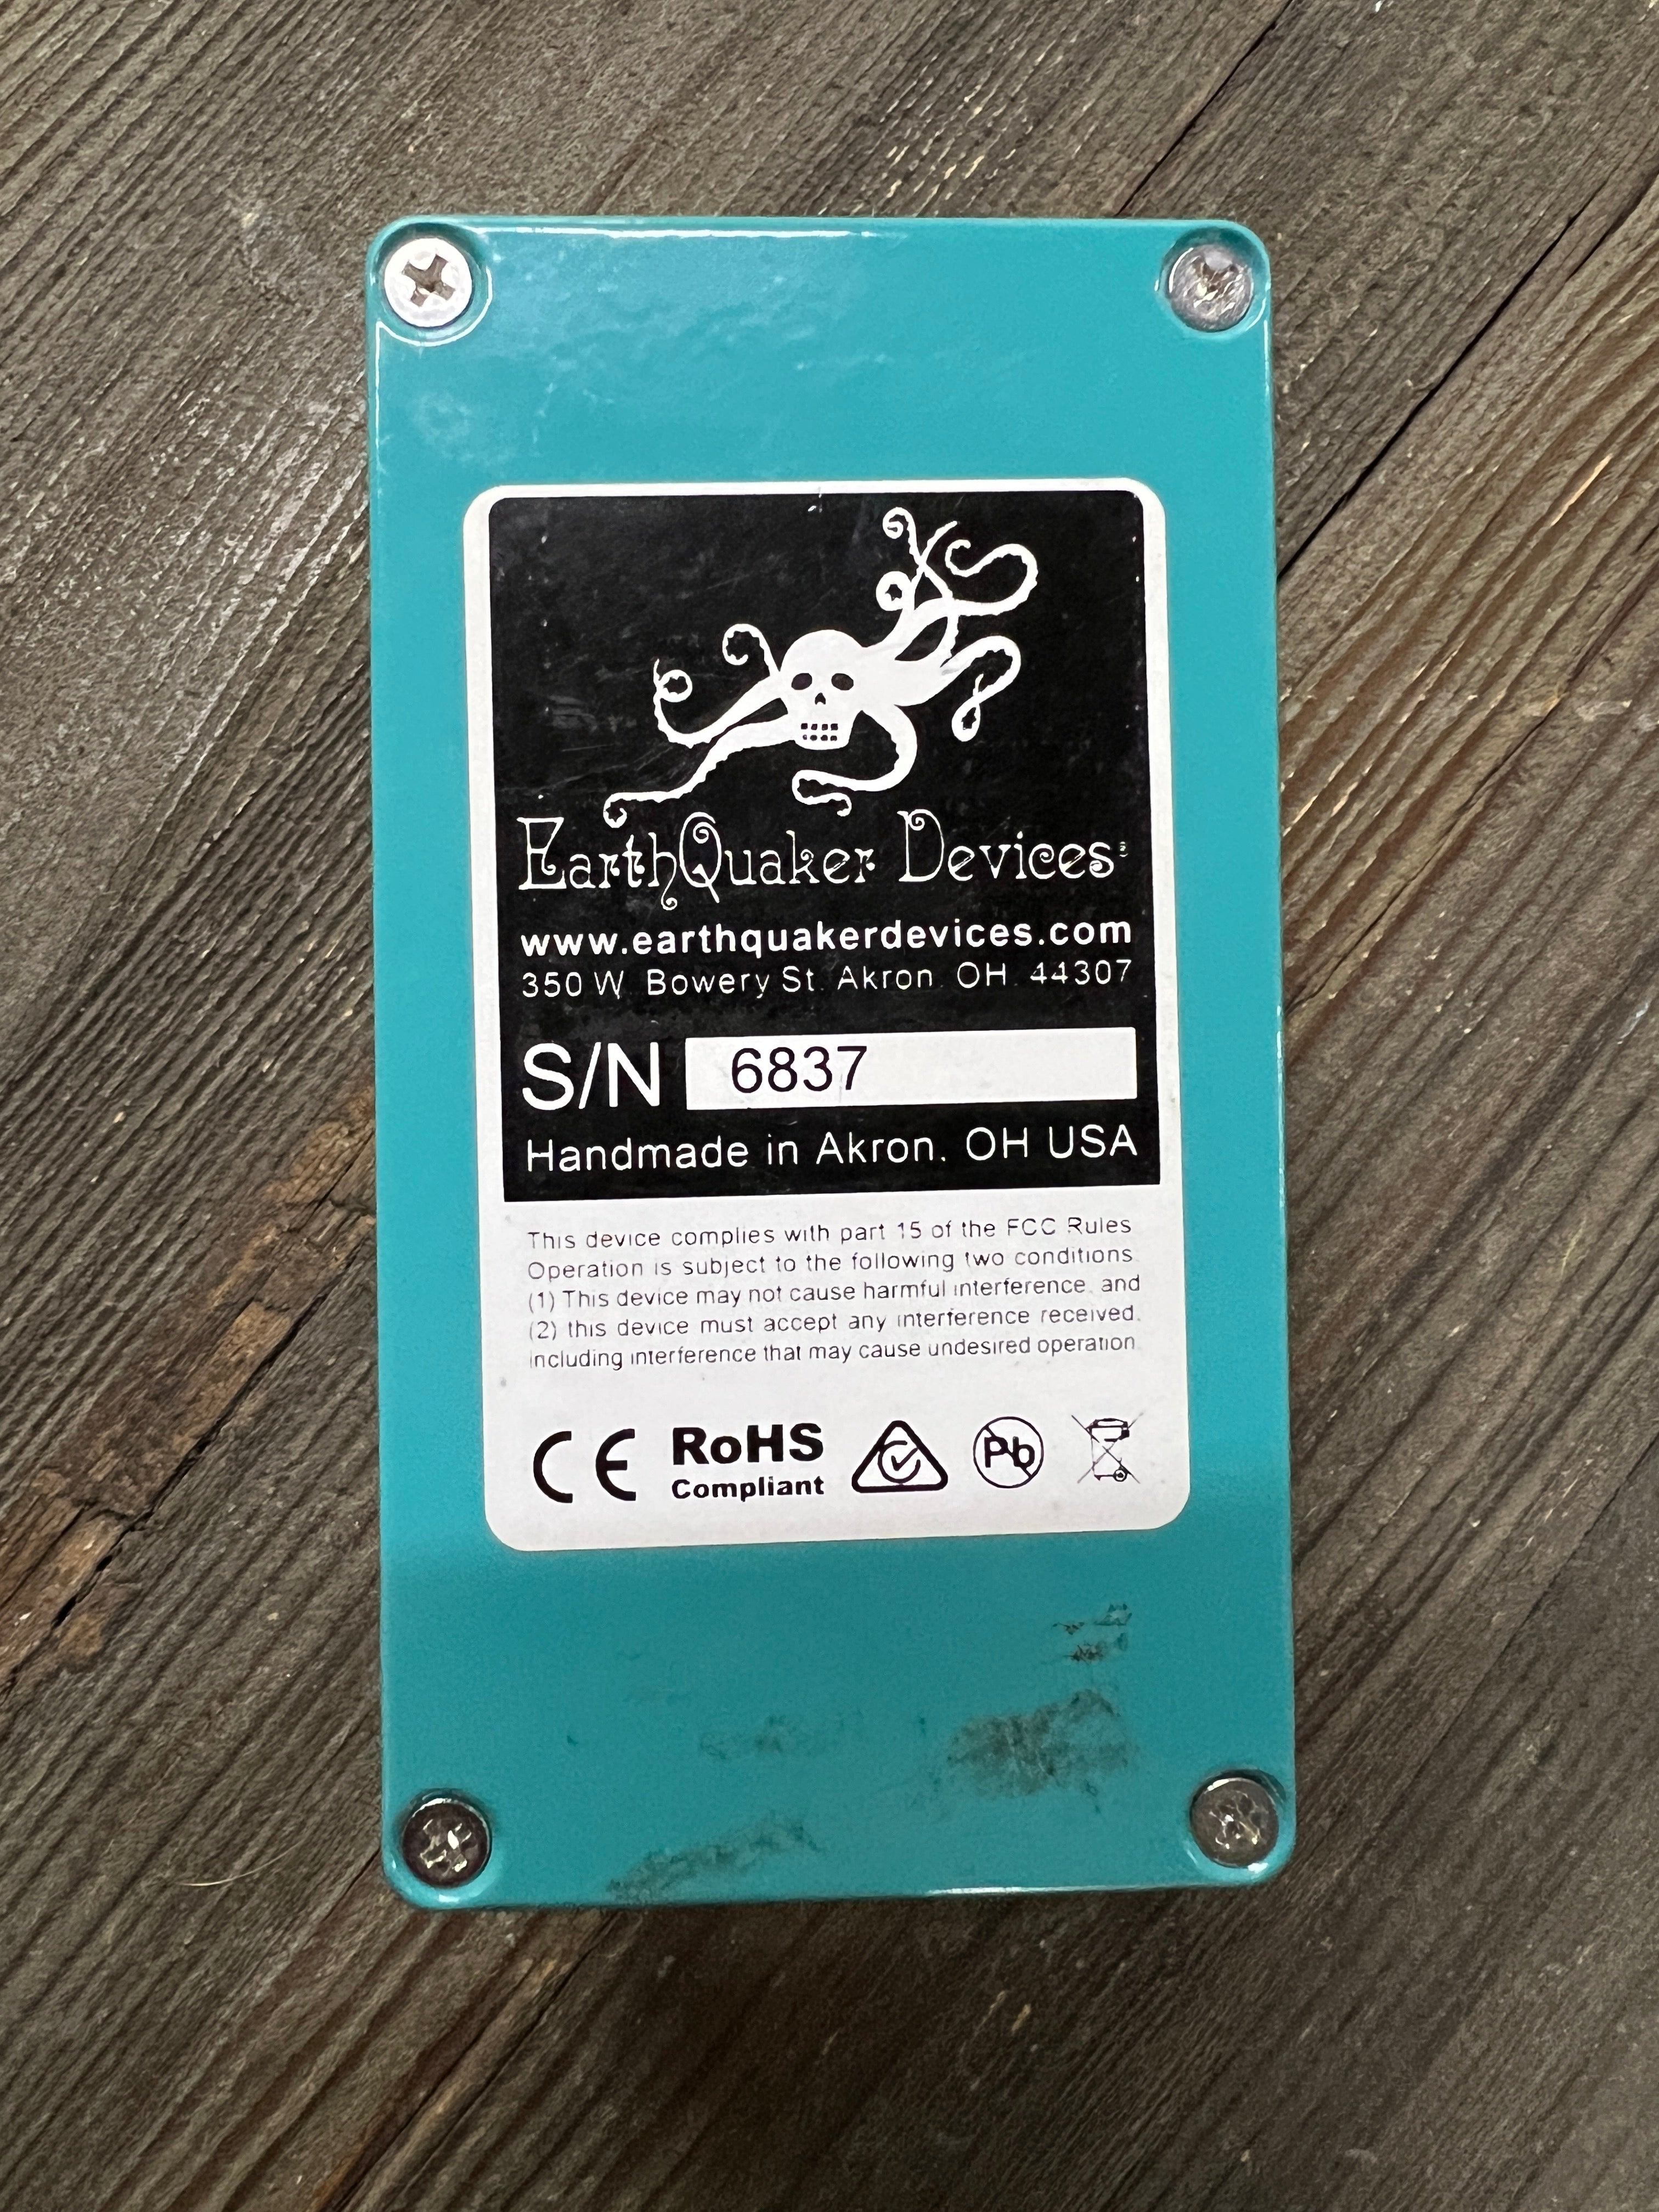 EarthQuaker Devices
www.earthquakerdevices.com
350 W. Bowery St. Akron. OH. 44307
S/N 6837
Handmade in Akron, OH USA
This device complies with part 15 of the FCC Rules
Operation is subject to the following two conditions.
(1) This device may not cause harmful interference, and
(2) this device must accept any interference received,
including interference that may cause undesired operation.
CE RoHS Pb
Compliant